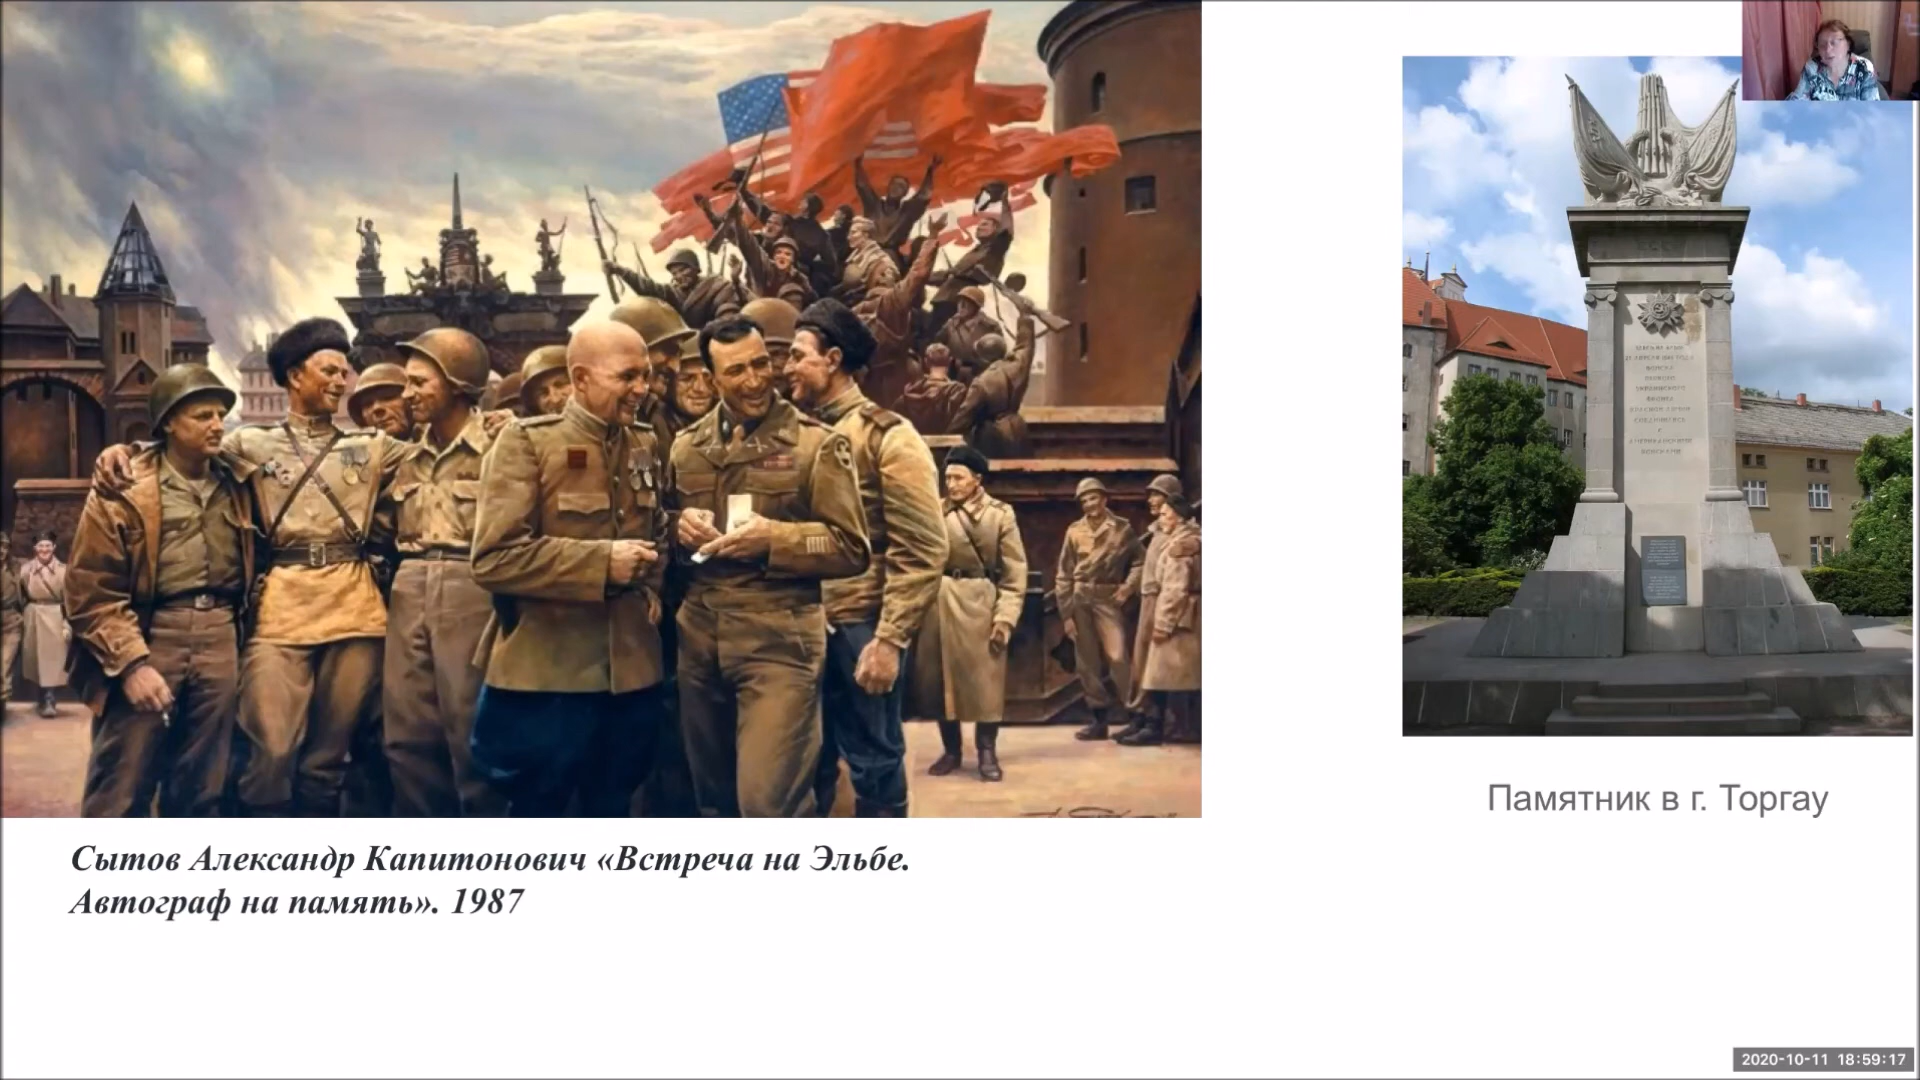 Сытов Александр Капитонович «Встреча на Эльбе.
Автограф на память». 1987
Памятник в г. Торгау
2020-10-11 18:59:17